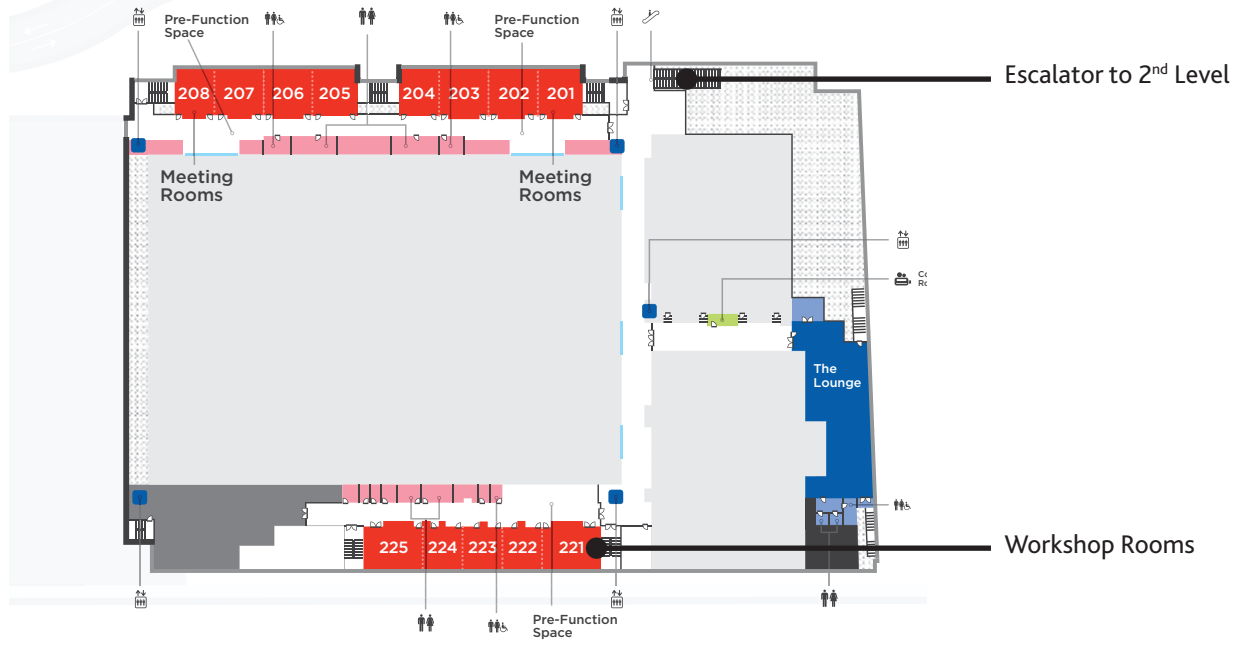 Pre-Function
Space
Pre-Function
Space
Escalator to 2nd Level
208 207 206 205 204 203 202 201
Meeting
Rooms
Meeting
Rooms
The
Lounge
225 224 223 222 221
Workshop Rooms
Pre-Function
Space